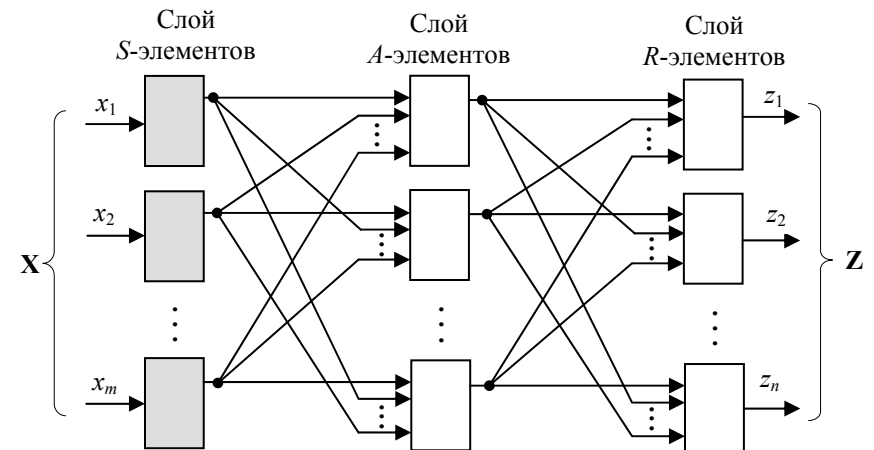 Слой
S-элементов
Слой
A-элементов
Слой
R-элементов
x1
z1
x2
z2
X
Z
xm
zn